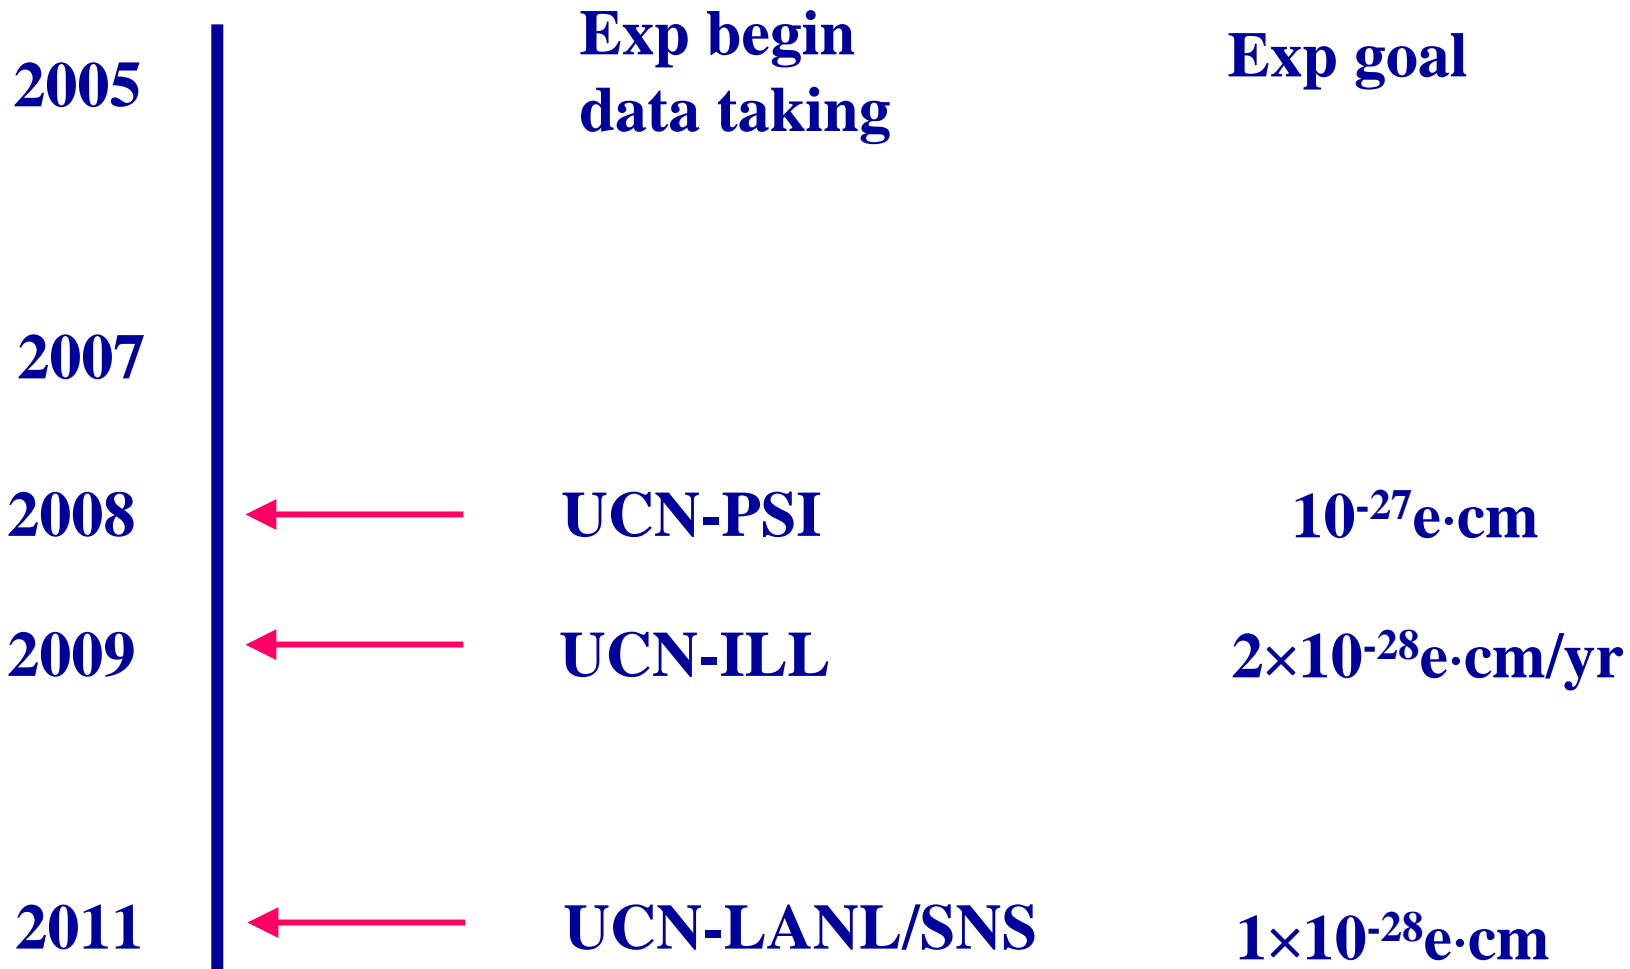 2005
Exp begin
data taking
Exp goal
2007
2008
UCN-PSI
10⁻²⁷e·cm
2009
UCN-ILL
2×10⁻²⁸e·cm/yr
2011
UCN-LANL/SNS
1×10⁻²⁸e·cm